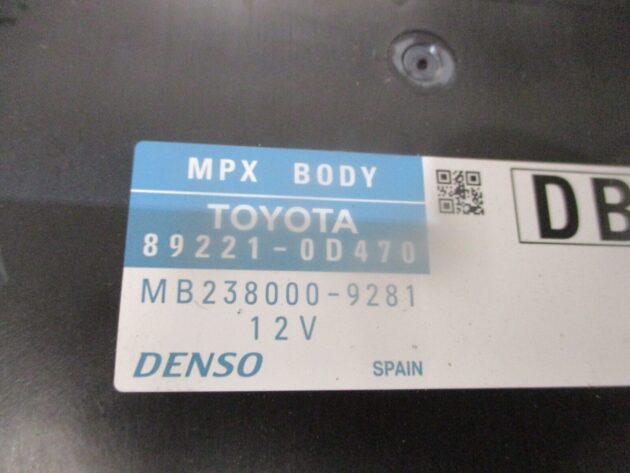 MPX BODY
TOYOTA
89221-0D470
MB238000-9281
12V
DENSO SPAIN
DB